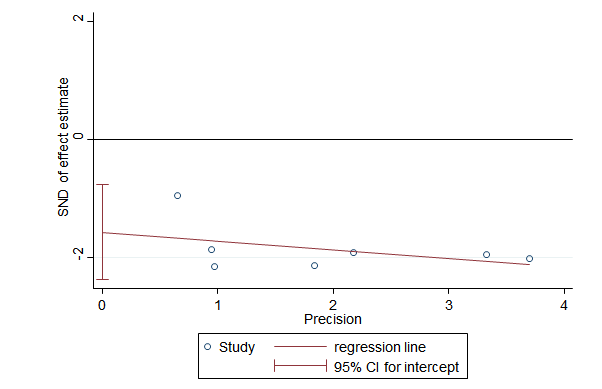 2
0
-2
SND of effect estimate
0 1 2 3 4
Precision
Study regression line
95% CI for intercept